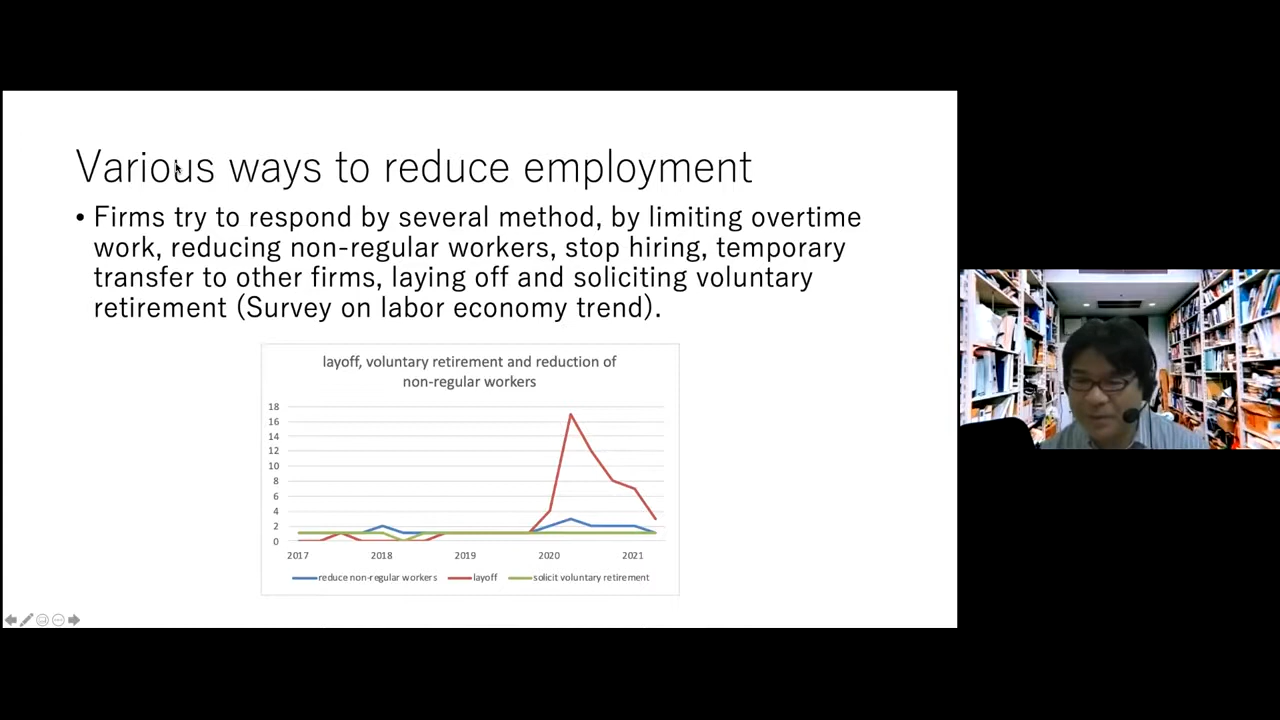 Various ways to reduce employment
• Firms try to respond by several method, by limiting overtime
work, reducing non-regular workers, stop hiring, temporary
transfer to other firms, laying off and soliciting voluntary
retirement (Survey on labor economy trend).
layoff, voluntary retirement and reduction of
non-regular workers
18
16
14
12
10
8
6
4
2
0
2017 2018 2019 2020 2021
reduce non-regular workers layoff solicit voluntary retirement